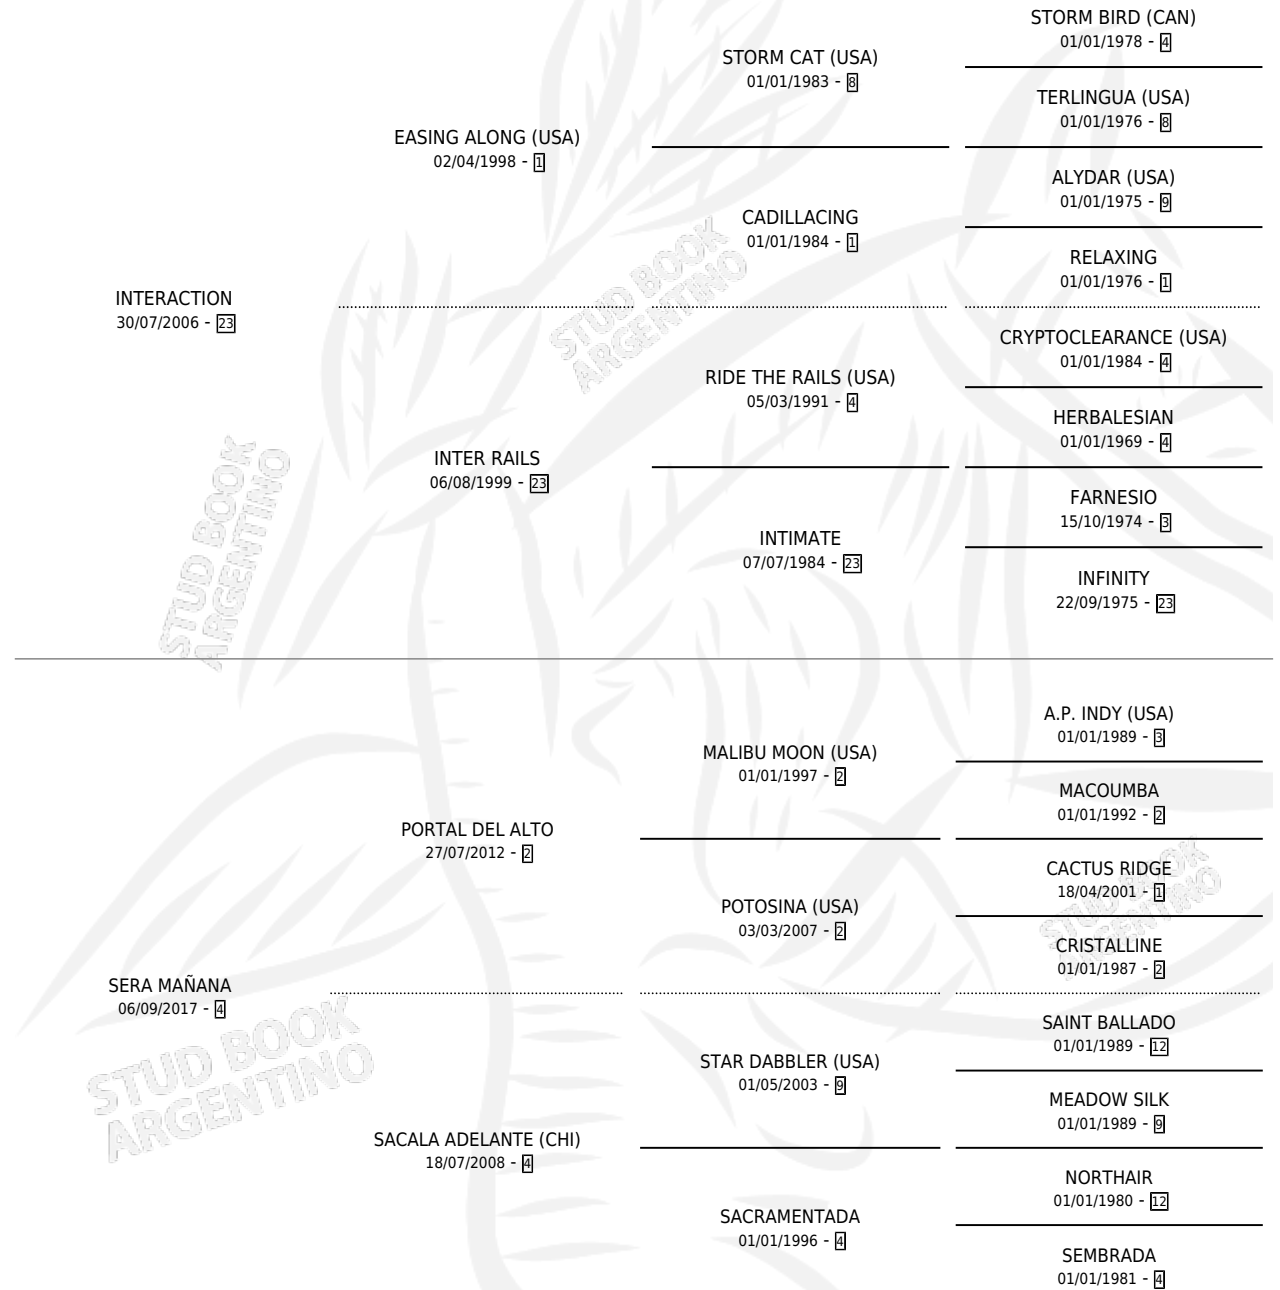 STORM BIRD (CAN)
01/01/1978 - 4
STORM CAT (USA)
01/01/1983 - 8
TERLINGUA (USA)
01/01/1976 - 8
EASING ALONG (USA)
02/04/1998 - 1
ALYDAR (USA)
01/01/1975 - 9
CADILLACING
01/01/1984 - 1
RELAXING
01/01/1976 - 1
INTERACTION
30/07/2006 - 23
CRYPTOCLEARANCE (USA)
01/01/1984 - 4
RIDE THE RAILS (USA)
05/03/1991 - 4
HERBALESIAN
01/01/1969 - 4
INTER RAILS
06/08/1999 - 23
FARNESIO
15/10/1974 - 3
INTIMATE
07/07/1984 - 23
INFINITY
22/09/1975 - 23
STUD BOOK
ARGENTINO
STUD BOOK
ARGENTINO
A.P. INDY (USA)
01/01/1989 - 3
MALIBU MOON (USA)
01/01/1997 - 2
MACOUMBA
01/01/1992 - 2
PORTAL DEL ALTO
27/07/2012 - 2
CACTUS RIDGE
18/04/2001 - 1
POTOSINA (USA)
03/03/2007 - 2
CRISTALLINE
01/01/1987 - 2
SERA MAÑANA
06/09/2017 - 4
SAINT BALLADO
01/01/1989 - 12
STAR DABBLER (USA)
01/05/2003 - 9
MEADOW SILK
01/01/1989 - 9
SACALA ADELANTE (CHI)
18/07/2008 - 4
NORTHAIR
01/01/1980 - 12
SACRAMENTADA
01/01/1996 - 4
SEMBRADA
01/01/1981 - 4
STUD BOOK
ARGENTINO
STUD BOOK
ARGENTINO